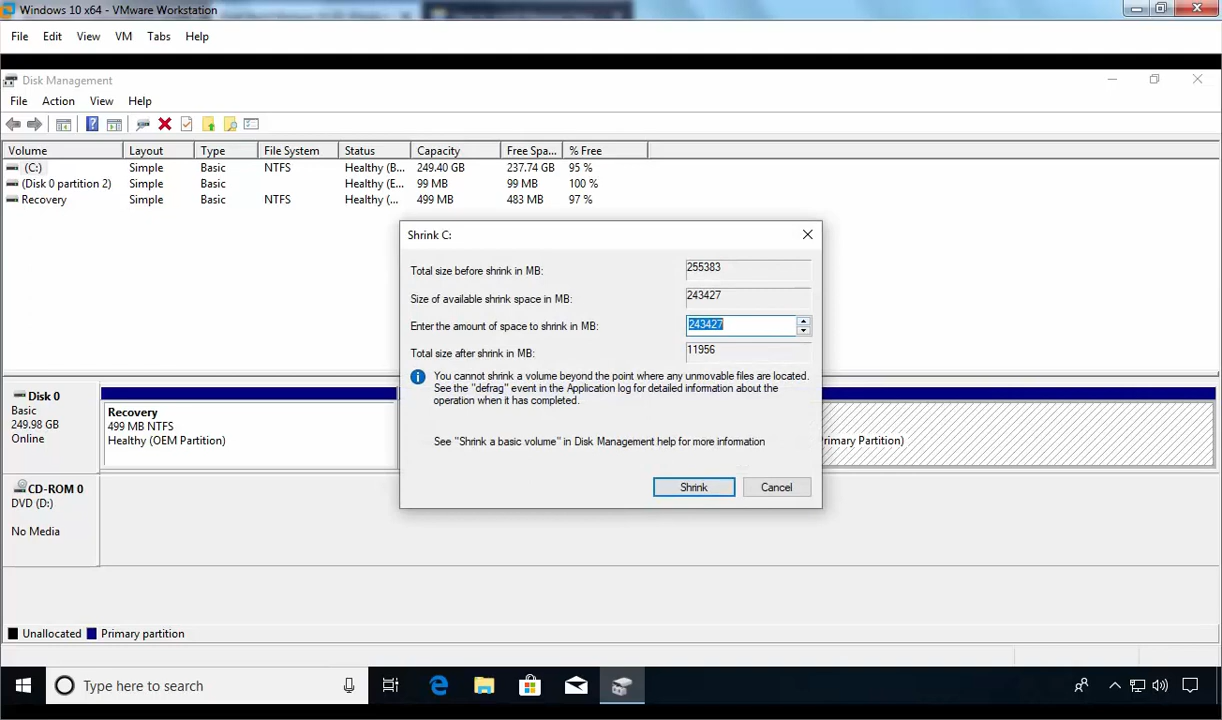 Windows 10 x64 - VMware Workstation
File Edit View VM Tabs Help
Disk Management
File Action View Help
Volume Layout Type File System Status Capacity Free Spa... % Free
(C:) Simple Basic NTFS Healthy (B... 249.40 GB 237.74 GB 95 %
(Disk 0 partition 2) Simple Basic Healthy (E... 99 MB 99 MB 100 %
Recovery Simple Basic NTFS Healthy (... 499 MB 483 MB 97 %
Shrink C:
Total size before shrink in MB: 255383
Size of available shrink space in MB: 243427
Enter the amount of space to shrink in MB: 243427
Total size after shrink in MB: 11956
You cannot shrink a volume beyond the point where any unmovable files are located.
See the "defrag" event in the Application log for detailed information about the
operation when it has completed.
See "Shrink a basic volume" in Disk Management help for more information
Shrink Cancel
Disk 0
Basic
249.98 GB
Online
Recovery
499 MB NTFS
Healthy (OEM Partition)
rimary Partition)
CD-ROM 0
DVD (D:)
No Media
Unallocated Primary partition
Type here to search